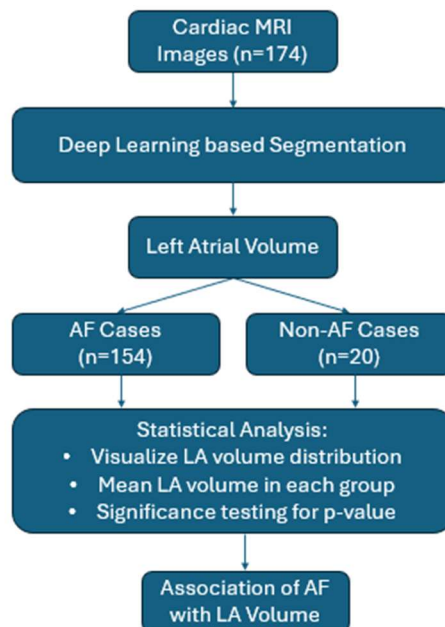 Cardiac MRI
Images (n=174)
Deep Learning based Segmentation
Left Atrial Volume
AF Cases
(n=154)
Non-AF Cases
(n=20)
Statistical Analysis:
• Visualize LA volume distribution
• Mean LA volume in each group
• Significance testing for p-value
Association of AF
with LA Volume